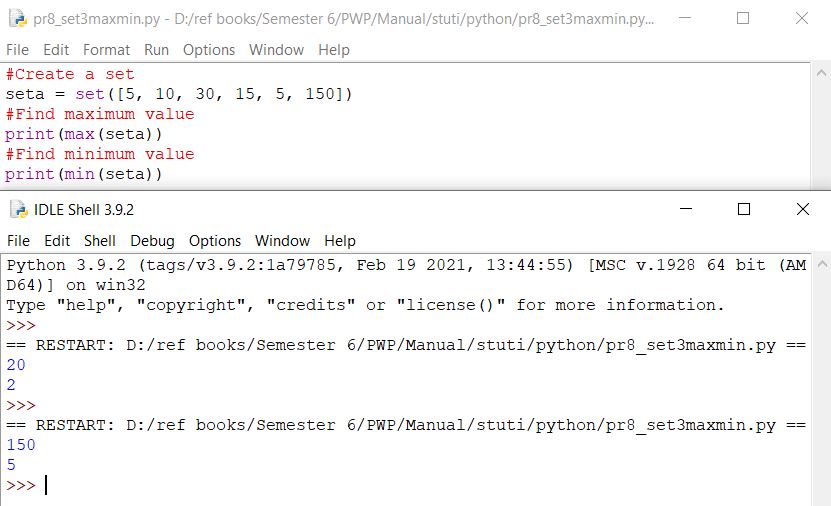 pr8_set3maxmin.py - D:/ref books/Semester 6/PWP/Manual/stuti/python/pr8_set3maxmin.py...
File Edit Format Run Options Window Help
#Create a set
seta = set([5, 10, 30, 15, 5, 150])
#Find maximum value
print(max(seta))
#Find minimum value
print(min(seta))
IDLE Shell 3.9.2
File Edit Shell Debug Options Window Help
Python 3.9.2 (tags/v3.9.2:1a79785, Feb 19 2021, 13:44:55) [MSC v.1928 64 bit (AM
D64)] on win32
Type "help", "copyright", "credits" or "license()" for more information.
>>>
== RESTART: D:/ref books/Semester 6/PWP/Manual/stuti/python/pr8_set3maxmin.py ==
20
2
>>>
== RESTART: D:/ref books/Semester 6/PWP/Manual/stuti/python/pr8_set3maxmin.py ==
150
5
>>>